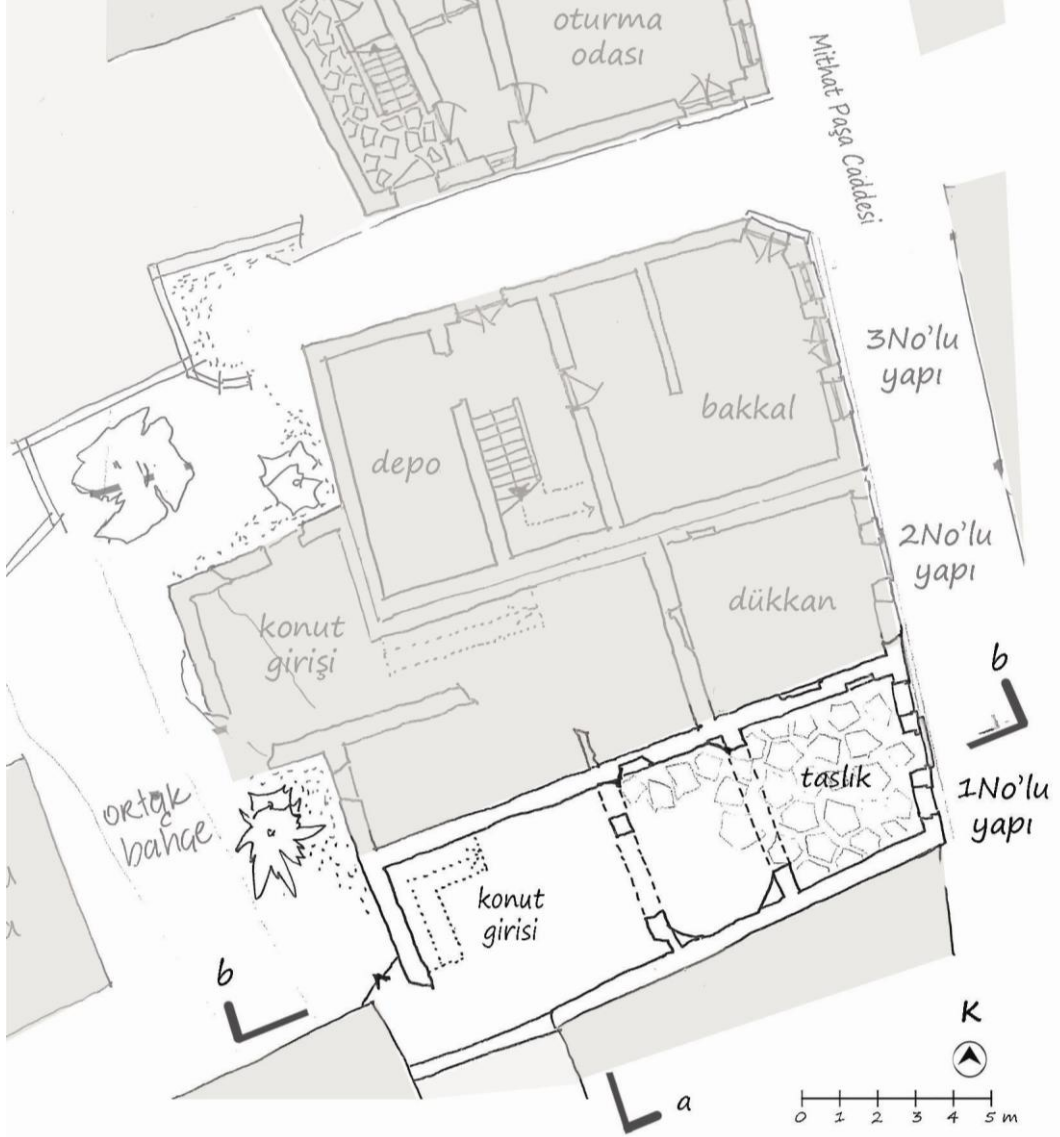 oturma
odası
Mithat Paşa Caddesi
3No'lu
yapı
bakkal
depo
2No'lu
yapı
dükkan
konut
girişi
b
taslik
1No'lu
yapı
ortak
bahçe
konut
girisi
b
K
a
0 1 2 3 4 5 m